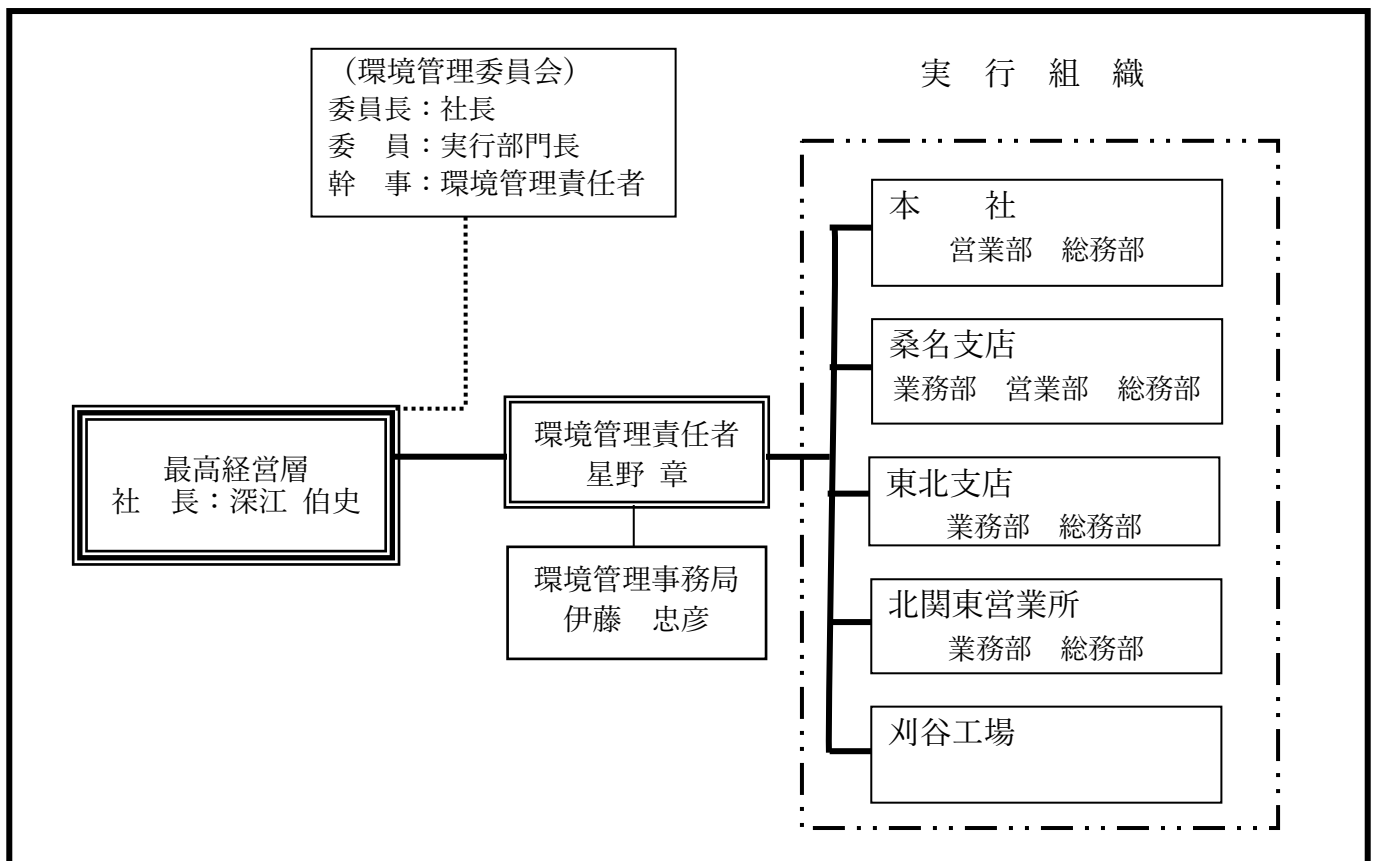 (環境管理委員会)
委員長：社長
委　員：実行部門長
幹　事：環境管理責任者
実　行　組　織
本　　社
営業部　総務部
桑名支店
業務部　営業部　総務部
東北支店
業務部　総務部
北関東営業所
業務部　総務部
刈谷工場
最高経営層
社　長：深江 伯史
環境管理責任者
星野 章
環境管理事務局
伊藤　忠彦